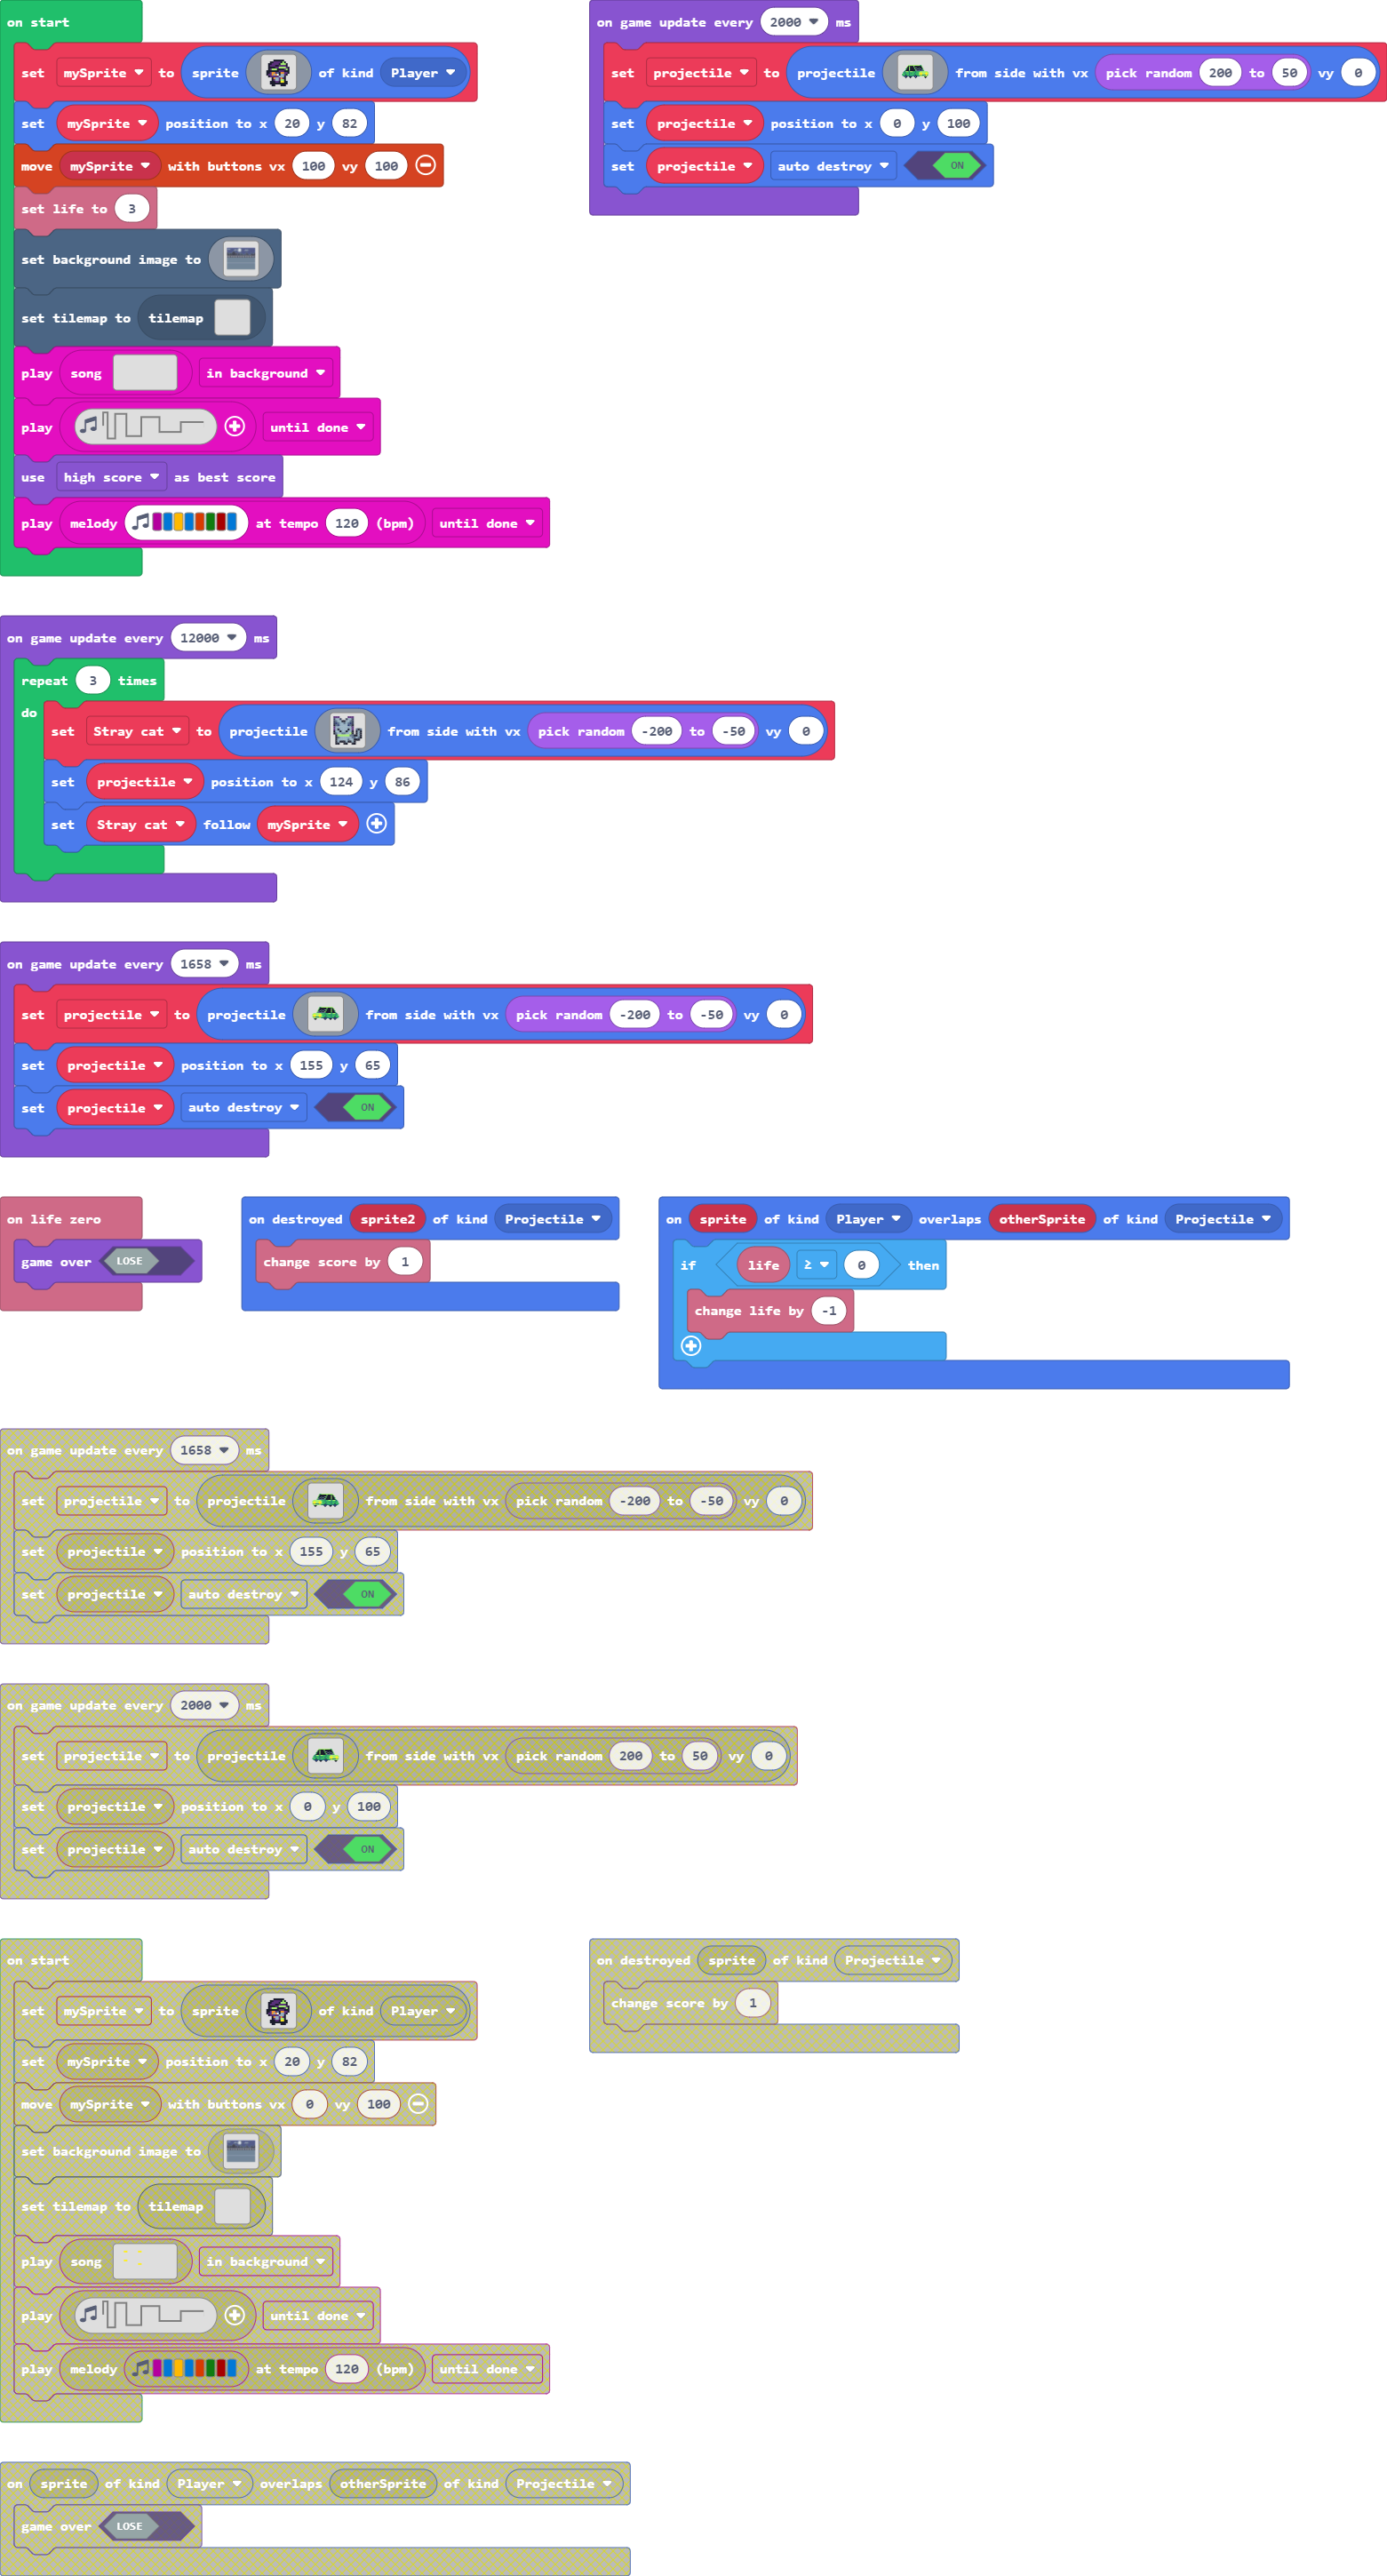 on start
set mySprite to sprite of kind Player
set mySprite position to x 20 y 82
move mySprite with buttons vx 100 vy 100
set life to 3
set background image to
set tilemap to tilemap
play song in background
play until done
use high score as best score
play melody at tempo 120 (bpm) until done
on game update every 2000 ms
set projectile to projectile from side with vx pick random 200 to 50 vy 0
set projectile position to x 0 y 100
set projectile auto destroy ON
on game update every 12000 ms
repeat 3 times
do
set Stray cat to projectile from side with vx pick random -200 to -50 vy 0
set projectile position to x 124 y 86
set Stray cat follow mySprite
on game update every 1658 ms
set projectile to projectile from side with vx pick random -200 to -50 vy 0
set projectile position to x 155 y 65
set projectile auto destroy ON
on life zero
game over LOSE
on destroyed sprite2 of kind Projectile
change score by 1
on sprite of kind Player overlaps otherSprite of kind Projectile
if life ≥ 0 then
change life by -1
on game update every 1658 ms
set projectile to projectile from side with vx pick random -200 to -50 vy 0
set projectile position to x 155 y 65
set projectile auto destroy ON
on game update every 2000 ms
set projectile to projectile from side with vx pick random 200 to 50 vy 0
set projectile position to x 0 y 100
set projectile auto destroy ON
on start
set mySprite to sprite of kind Player
set mySprite position to x 20 y 82
move mySprite with buttons vx 0 vy 100
set background image to
set tilemap to tilemap
play song in background
play until done
play melody at tempo 120 (bpm) until done
on destroyed sprite of kind Projectile
change score by 1
on sprite of kind Player overlaps otherSprite of kind Projectile
game over LOSE